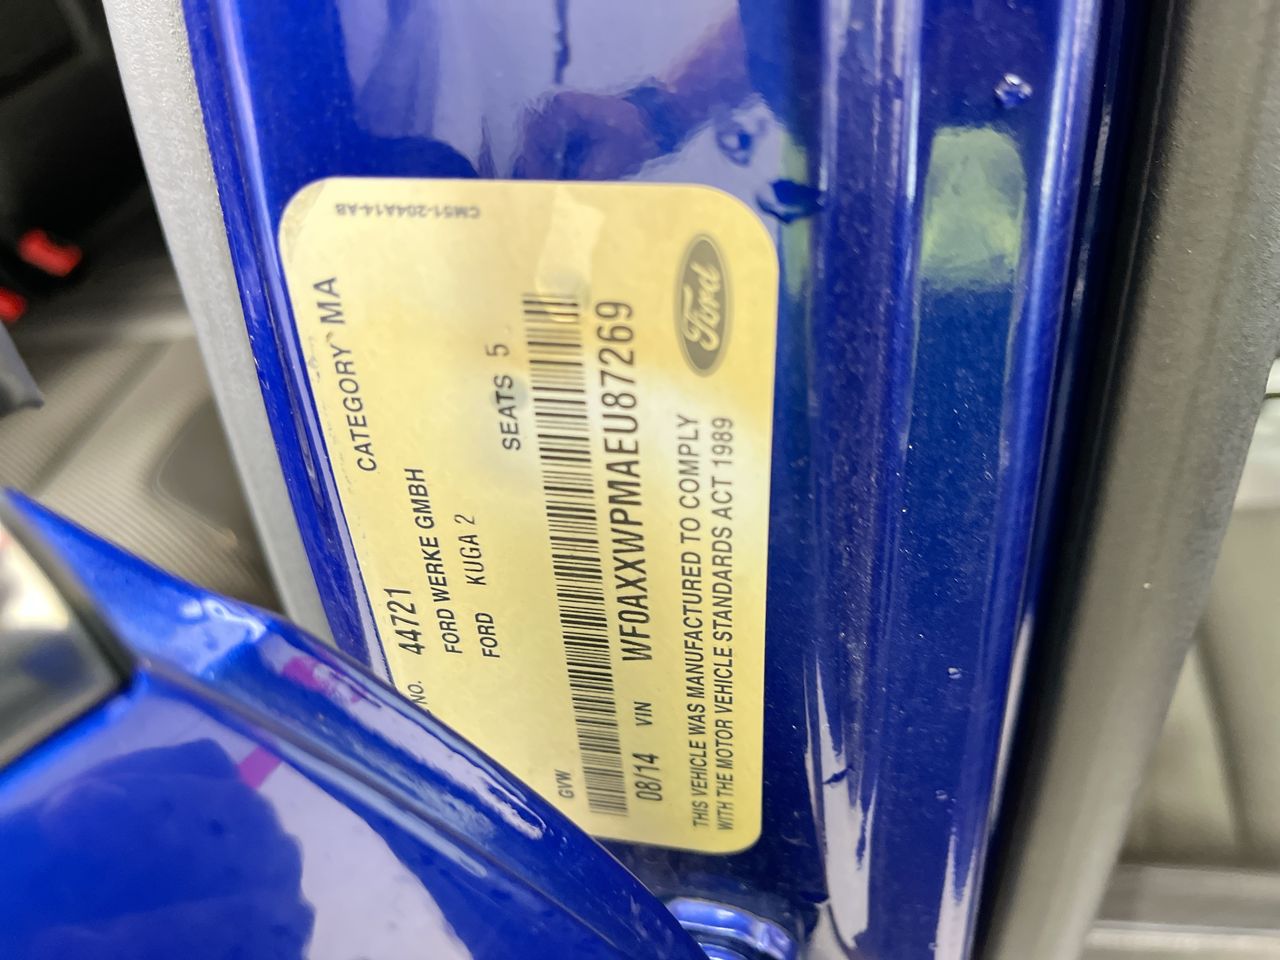 CM51-204A14-AB
CATEGORY MA
NO. 44721
FORD WERKE GMBH
FORD KUGA 2
SEATS 5
GVW
08/14 VIN WF0AXXWPMAEU87269
THIS VEHICLE WAS MANUFACTURED TO COMPLY
WITH THE MOTOR VEHICLE STANDARDS ACT 1989
Ford